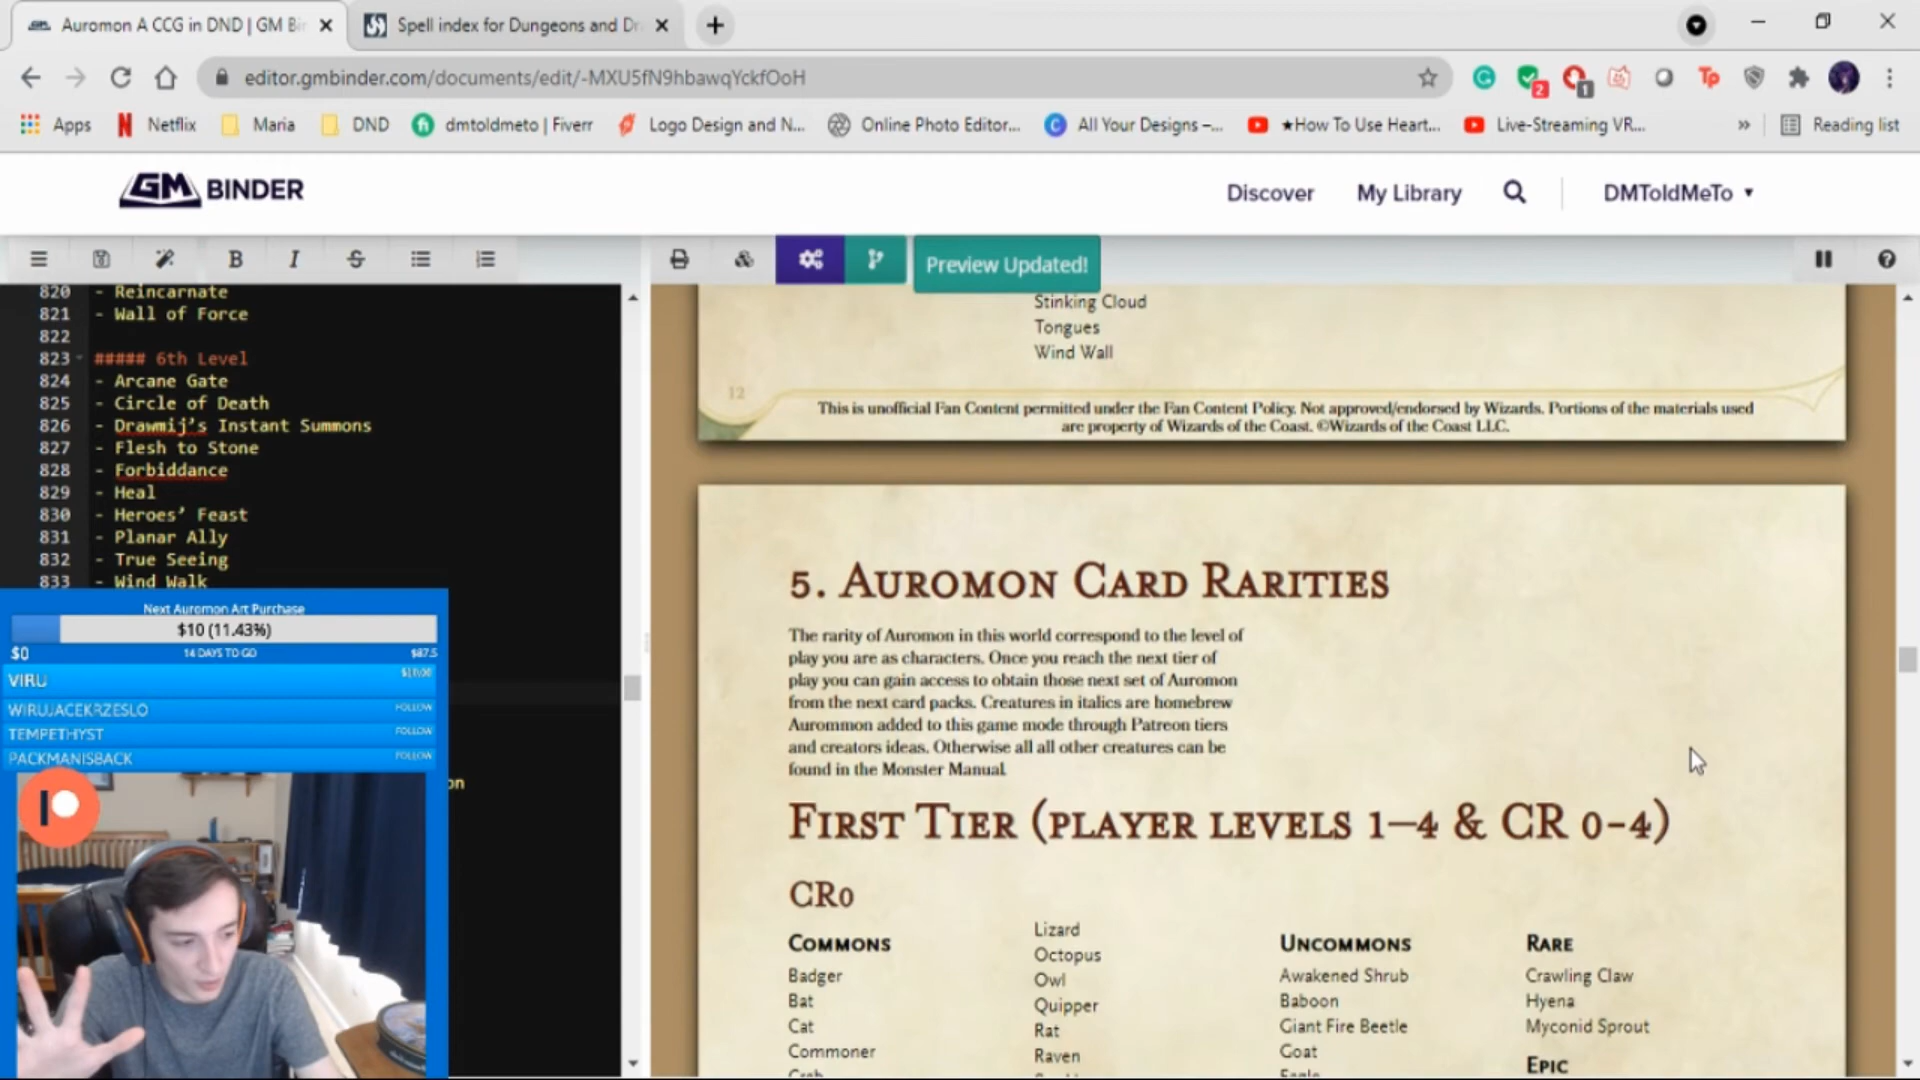 Auromon A CCG in DND | GM Bi
Spell index for Dungeons and Dr
editor.gmbinder.com/documents/edit/-MXU5fN9hbawqYckfOoH
2
1
Tp
Apps
Netflix
Maria
DND
dmtoldmeto | Fiverr
Logo Design and N...
Online Photo Editor...
All Your Designs –...
★How To Use Heart...
Live-Streaming VR...
Reading list
GM BINDER
Discover
My Library
DMToldMeTo
B I S
Preview Updated!
820 - Reincarnate
821 - Wall of Force
822
823 ##### 6th Level
824 - Arcane Gate
825 - Circle of Death
826 - Drawmij’s Instant Summons
827 - Flesh to Stone
828 - Forbiddance
829 - Heal
830 - Heroes’ Feast
831 - Planar Ally
832 - True Seeing
833 - Wind Walk
on
Next Auromon Art Purchase
$10 (11.43%)
$0 14 DAYS TO GO $87.5
VIRU
WIRUJACEKRZESLO FOLLOW
TEMPETHYST FOLLOW
PACKMANISBACK FOLLOW
Stinking Cloud
Tongues
Wind Wall
12
This is unofficial Fan Content permitted under the Fan Content Policy. Not approved/endorsed by Wizards. Portions of the materials used
are property of Wizards of the Coast. ©Wizards of the Coast LLC.
5. Auromon Card Rarities
The rarity of Auromon in this world correspond to the level of
play you are as characters. Once you reach the next tier of
play you can gain access to obtain those next set of Auromon
from the next card packs. Creatures in italics are homebrew
Aurommon added to this game mode through Patreon tiers
and creators ideas. Otherwise all all other creatures can be
found in the Monster Manual.
First Tier (player levels 1–4 & CR 0-4)
CR0
Commons
Badger
Bat
Cat
Commoner
Crab
Lizard
Octopus
Owl
Quipper
Rat
Raven
Uncommons
Awakened Shrub
Baboon
Giant Fire Beetle
Goat
Eagle
Rare
Crawling Claw
Hyena
Myconid Sprout
Epic